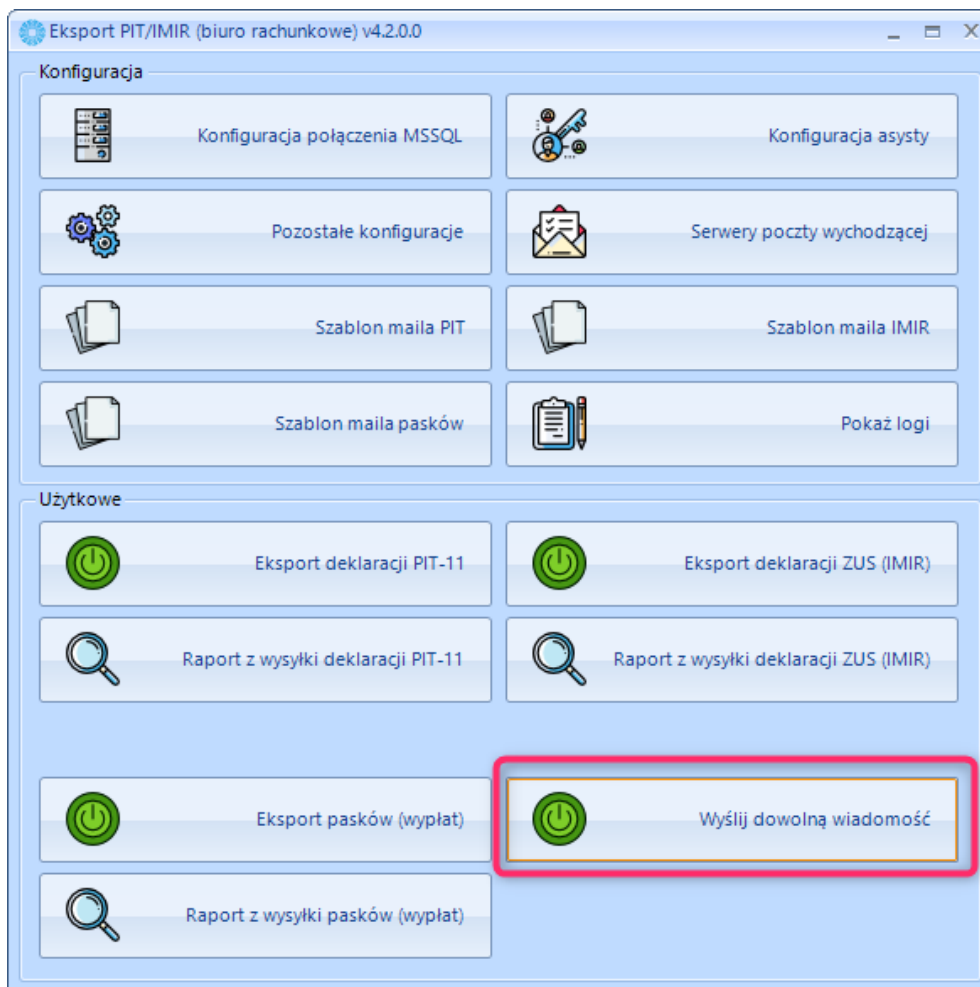 Eksport PIT/IMIR (biuro rachunkowe) v4.2.0.0
Konfiguracja
Konfiguracja połączenia MSSQL
Konfiguracja asysty
Pozostałe konfiguracje
Serwery poczty wychodzącej
Szablon maila PIT
Szablon maila IMIR
Szablon maila pasków
Pokaż logi
Użytkowe
Eksport deklaracji PIT-11
Eksport deklaracji ZUS (IMIR)
Raport z wysyłki deklaracji PIT-11
Raport z wysyłki deklaracji ZUS (IMIR)
Eksport pasków (wypłat)
Wyślij dowolną wiadomość
Raport z wysyłki pasków (wypłat)